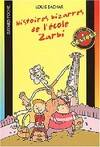 LOUIS SACHAR
Histoires bizarres
de l'école
Zarbi